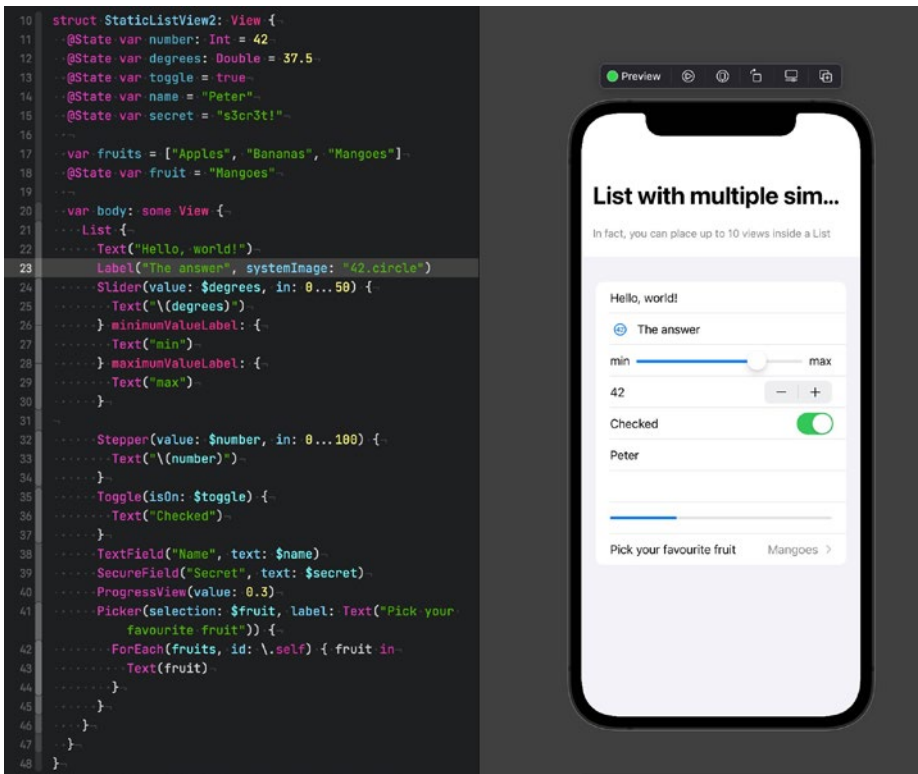 10 struct StaticListView2: View {
11 @State var number: Int = 42
12 @State var degrees: Double = 37.5
13 @State var toggle = true
14 @State var name = "Peter"
15 @State var secret = "s3cr3t!"
16
17 var fruits = ["Apples", "Bananas", "Mangoes"]
18 @State var fruit = "Mangoes"
19
20 var body: some View {
21 List {
22 Text("Hello, world!")
23 Label("The answer", systemImage: "42.circle")
24 Slider(value: $degrees, in: 0...50) {
25 Text("\(degrees)")
26 } minimumValueLabel: {
27 Text("min")
28 } maximumValueLabel: {
29 Text("max")
30 }
31
32 Stepper(value: $number, in: 0...100) {
33 Text("\(number)")
34 }
35 Toggle(isOn: $toggle) {
36 Text("Checked")
37 }
38 TextField("Name", text: $name)
39 SecureField("Secret", text: $secret)
40 ProgressView(value: 0.3)
41 Picker(selection: $fruit, label: Text("Pick your
favourite fruit")) {
42 ForEach(fruits, id: \.self) { fruit in
43 Text(fruit)
44 }
45 }
46 }
47 }
48 }
Preview
List with multiple sim...
In fact, you can place up to 10 views inside a List
Hello, world!
42 The answer
min max
42 − +
Checked
Peter
Pick your favourite fruit Mangoes >